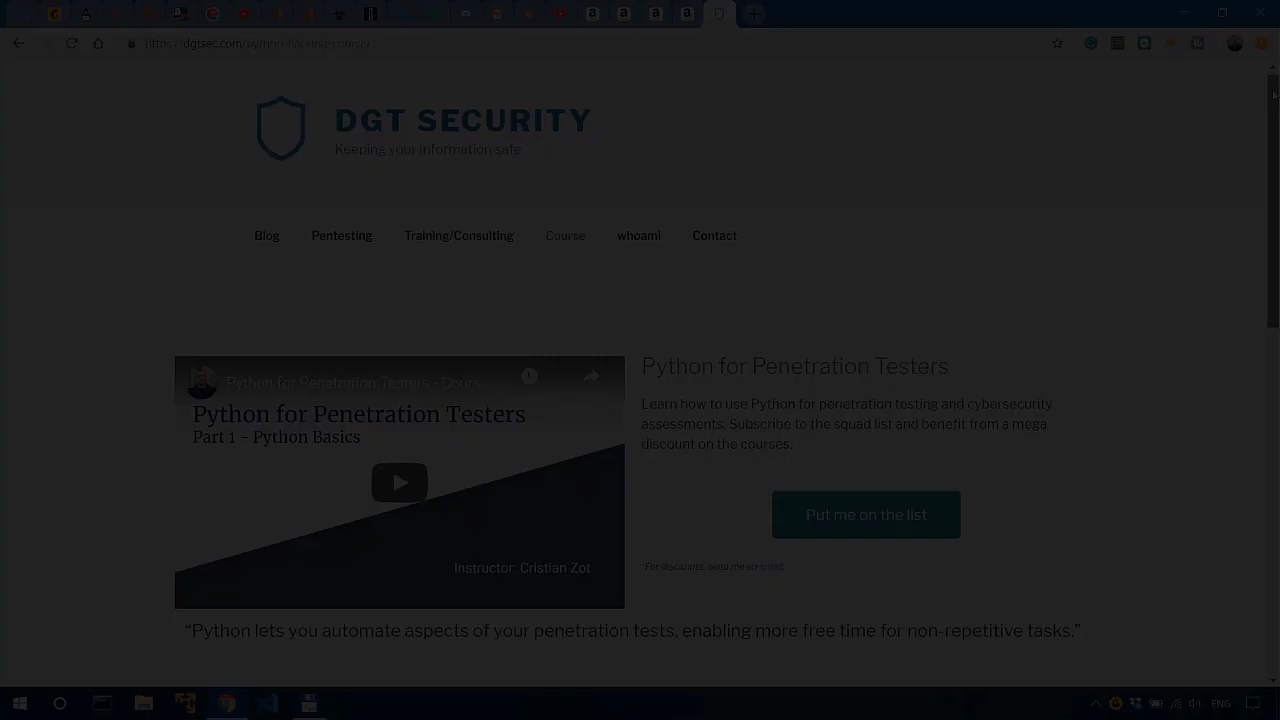 https://dgtsec.com/python-hacking-course/
DGT SECURITY
Keeping your information safe
Blog
Pentesting
Training/Consulting
Course
whoami
Contact
Python for Penetration Testers - Cours...
Python for Penetration Testers
Part 1 - Python Basics
Instructor: Cristian Zot
Python for Penetration Testers
Learn how to use Python for penetration testing and cybersecurity
assessments. Subscribe to the squad list and benefit from a mega
discount on the courses.
Put me on the list
*For discounts, send me an email.
“Python lets you automate aspects of your penetration tests, enabling more free time for non-repetitive tasks.”
ENG